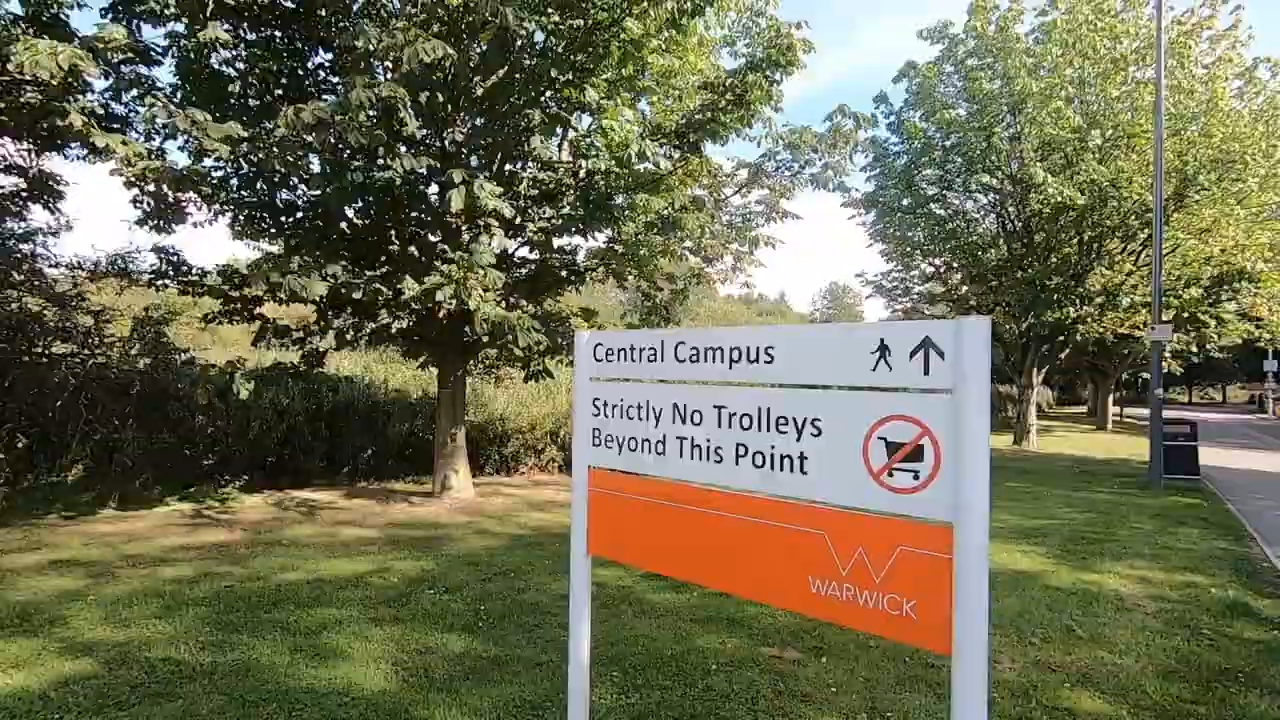 Central Campus
Strictly No Trolleys
Beyond This Point
WARWICK